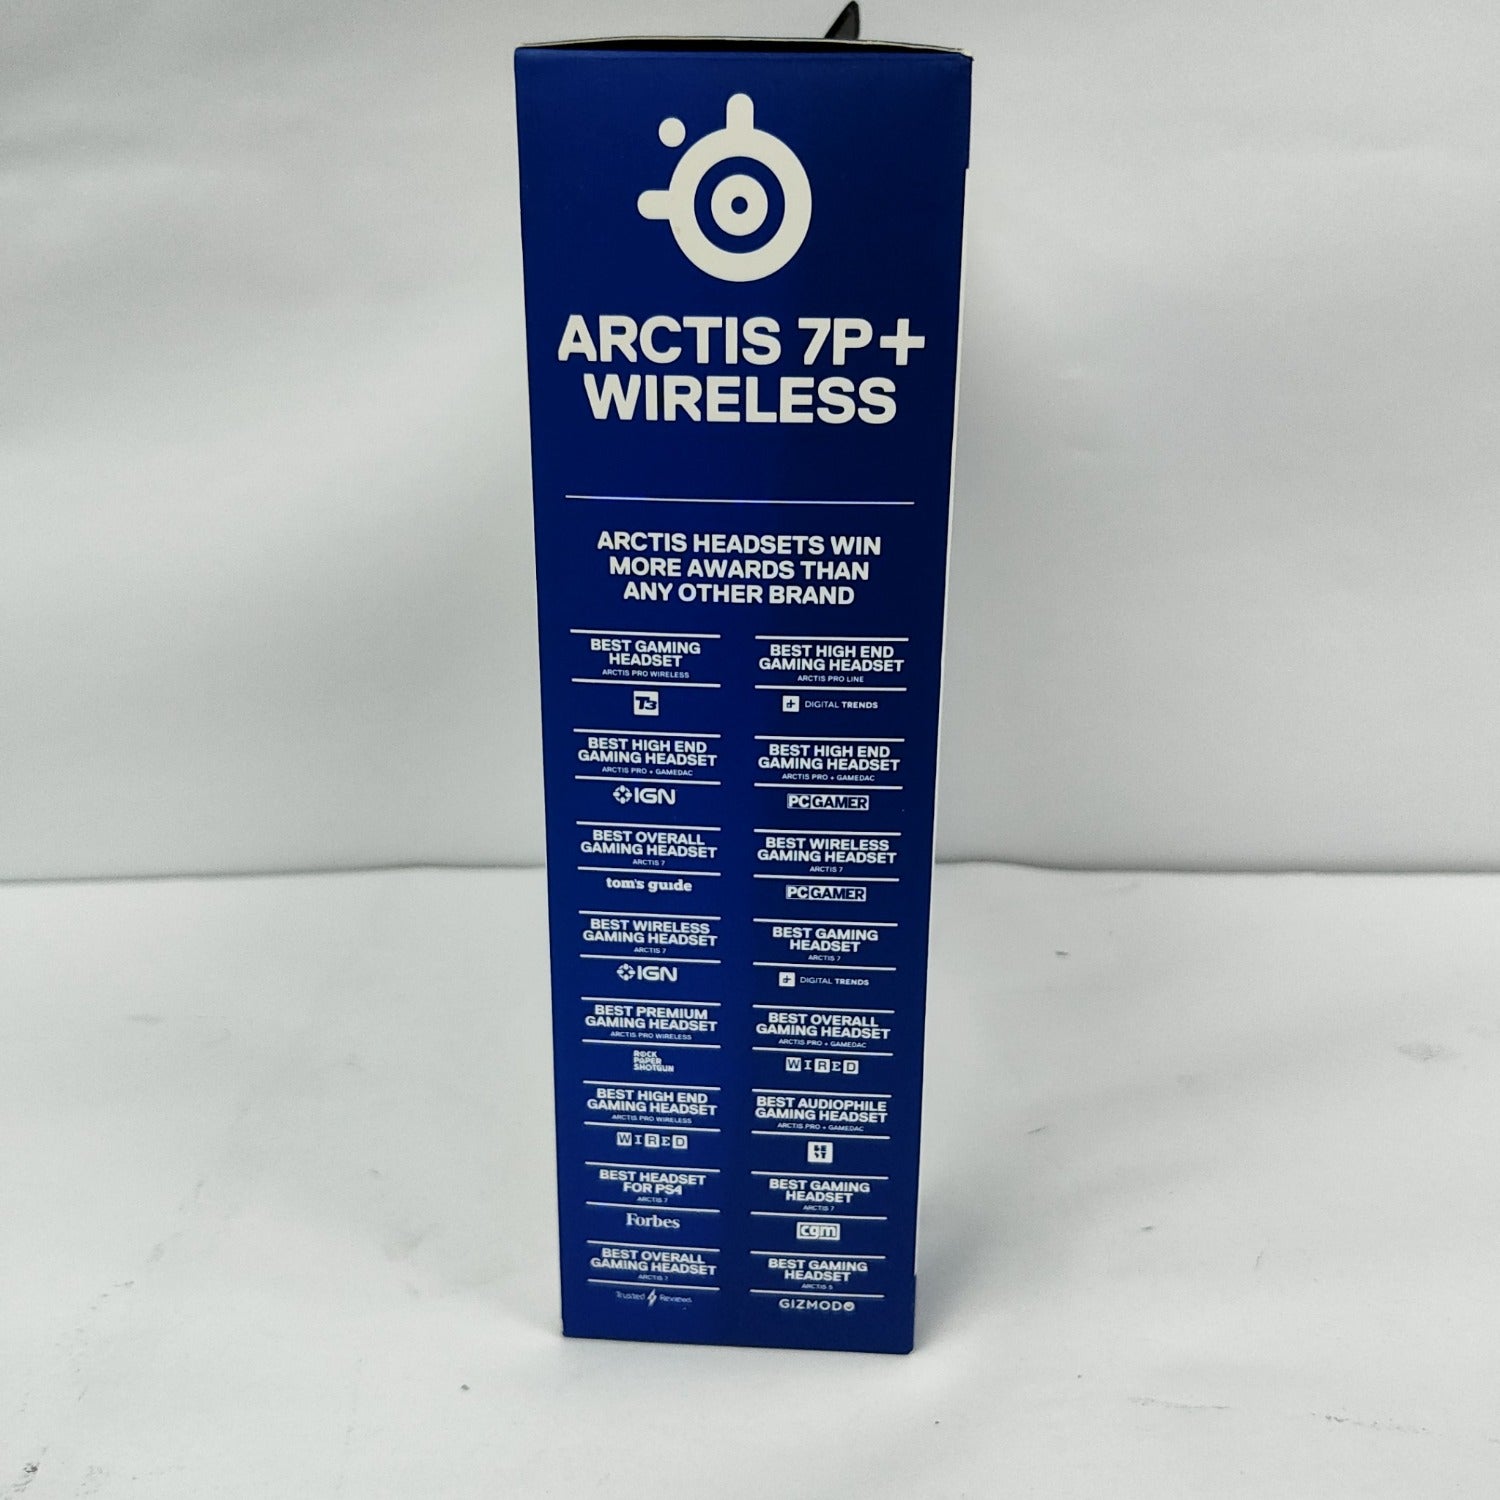 ARCTIS 7P+
WIRELESS
ARCTIS HEADSETS WIN
MORE AWARDS THAN
ANY OTHER BRAND
BEST GAMING
HEADSET
ARCTIS PRO WIRELESS
T3
BEST HIGH END
GAMING HEADSET
ARCTIS PRO + GAMEDAC
IGN
BEST OVERALL
GAMING HEADSET
ARCTIS 7
tom's guide
BEST WIRELESS
GAMING HEADSET
ARCTIS 7
IGN
BEST PREMIUM
GAMING HEADSET
ARCTIS PRO WIRELESS
ROCK
PAPER
SHOTGUN
BEST HIGH END
GAMING HEADSET
ARCTIS PRO WIRELESS
WIRED
BEST HEADSET
FOR PS4
ARCTIS 7
Forbes
BEST OVERALL
GAMING HEADSET
ARCTIS 7
Trusted Reviews
BEST HIGH END
GAMING HEADSET
ARCTIS PRO LINE
dt DIGITAL TRENDS
BEST HIGH END
GAMING HEADSET
ARCTIS PRO + GAMEDAC
PC GAMER
BEST WIRELESS
GAMING HEADSET
ARCTIS 7
PC GAMER
BEST GAMING
HEADSET
ARCTIS 7
dt DIGITAL TRENDS
BEST OVERALL
GAMING HEADSET
ARCTIS PRO + GAMEDAC
WIRED
BEST AUDIOPHILE
GAMING HEADSET
ARCTIS PRO + GAMEDAC
BEST GAMING
HEADSET
ARCTIS 7
cgm
BEST GAMING
HEADSET
ARCTIS 5
GIZMODO